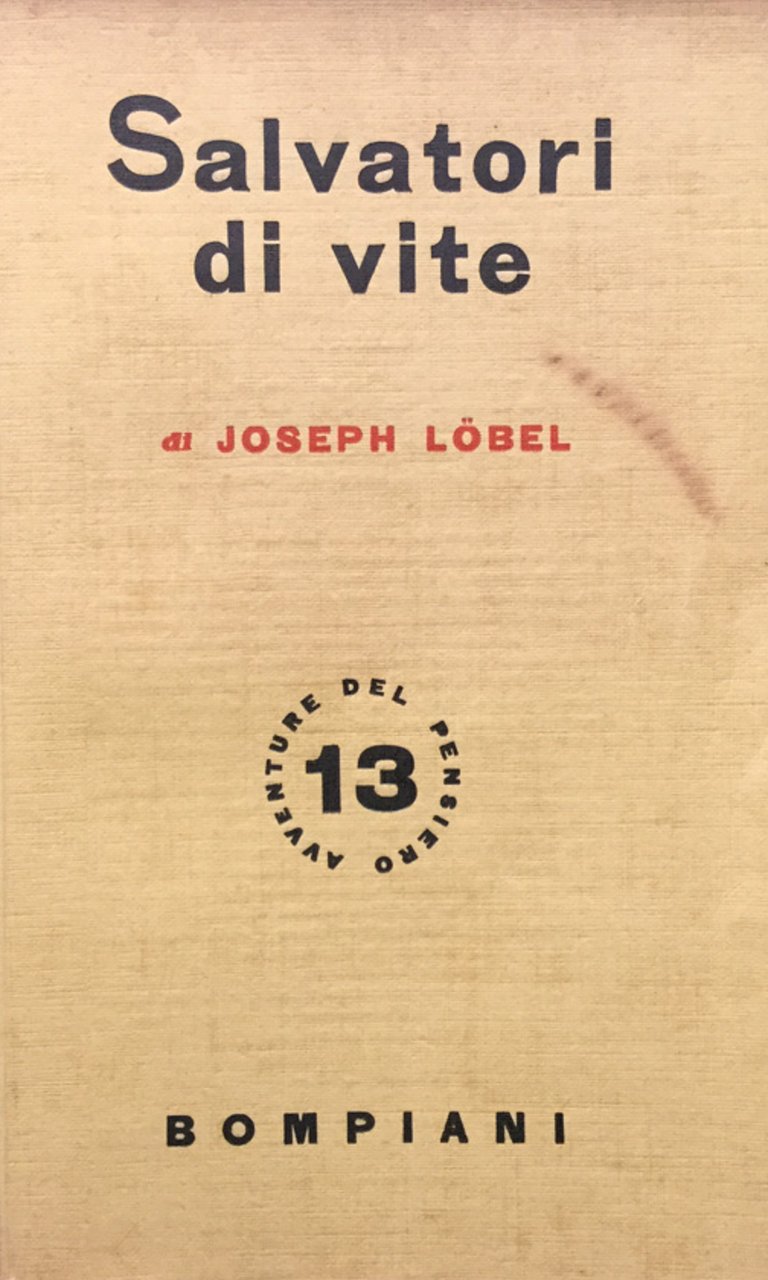 Salvatori
di vite
di JOSEPH LÖBEL
AVVENTURE DEL PENSIERO
13
BOMPIANI